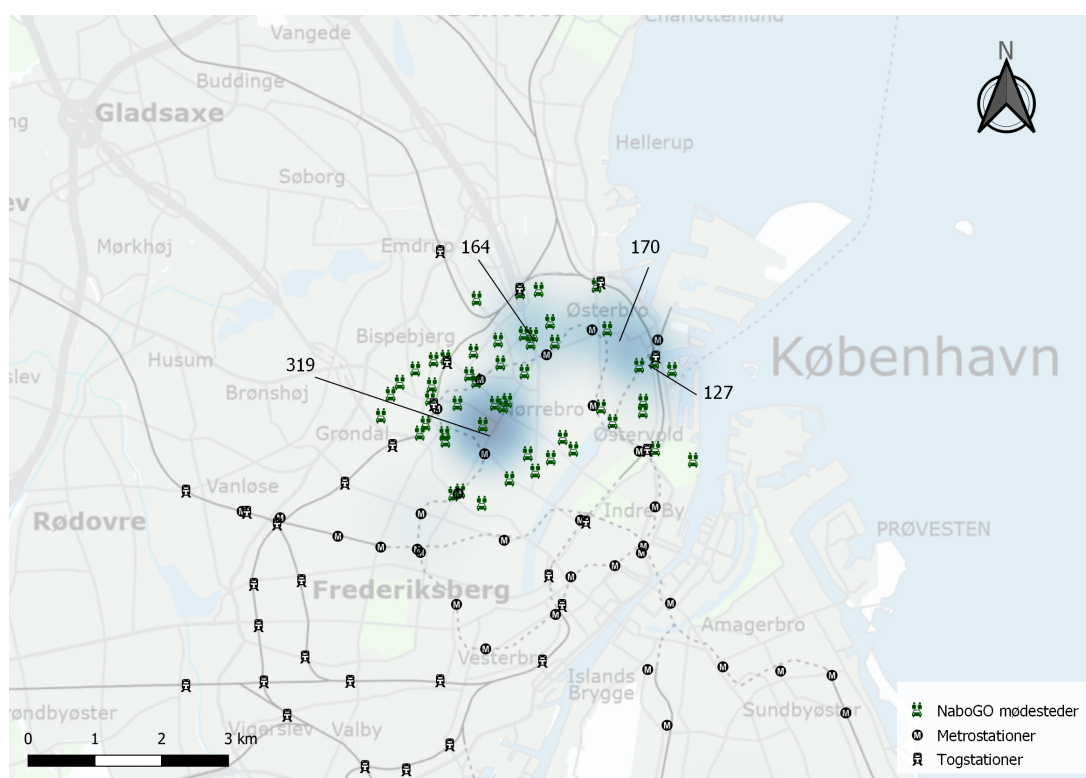 Charlottenlund
Vangede
Buddinge
N
Gladsaxe
Hellerup
Søborg
Mørkhøj
Emdrup
164
170
Østerbro
Bispebjerg
København
Husum
319
Brønshøj
127
Nørrebro
Grøndal
Østervold
Vanløse
Indre By
Rødovre
PRØVESTEN
Frederiksberg
Amagerbro
Vesterbro
Islands
Brygge
Sundbyøster
Vigerslev
Valby
NaboGO mødesteder
Metrostationer
Togstationer
0 1 2 3 km